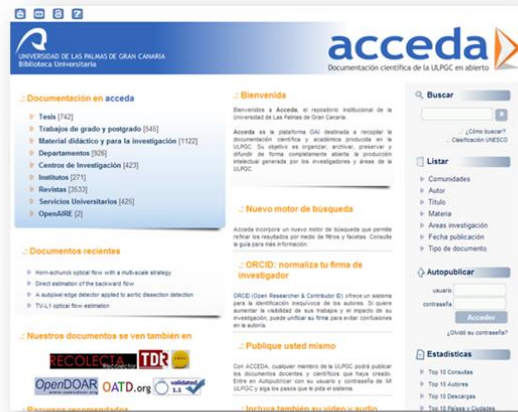 UNIVERSIDAD DE LAS PALMAS DE GRAN CANARIA
Biblioteca Universitaria
acceda
Documentación científica de la ULPGC en abierto
.: Documentación en acceda
Tesis [742]
Trabajos de grado y postgrado [545]
Material didáctico y para la investigación [1122]
Departamentos [926]
Centros de Investigación [423]
Institutos [271]
Revistas [3533]
Servicios Universitarios [425]
OpenAIRE [2]
.: Documentos recientes
Horn-schunck optical flow with a multi-scale strategy
Direct estimation of the backward flow
A subpixel edge detector applied to aortic dissection detection
TV-L1 optical flow estimation
.: Nuestros documentos se ven también en
RECOLECTA
Recolector
TDR
OpenDOAR
OATD.org
validated
.: Recursos recomendados
.: Bienvenida
Bienvenidos a Acceda, el repositorio institucional de la
Universidad de Las Palmas de Gran Canaria.
Acceda es la plataforma OAI destinada a recopilar la
documentación científica y académica producida en la
ULPGC. Su objetivo es organizar, archivar, preservar y
difundir de forma completamente abierta la producción
intelectual generada por los investigadores y áreas de la
ULPGC.
.: Nuevo motor de búsqueda
Acceda incorpora un nuevo motor de búsqueda que permite
refinar los resultados por medio de filtros y facetas. Consulte
la guía para más información.
.: ORCID: normaliza tu firma de
investigador
ORCID (Open Researcher & Contributor ID) ofrece un sistema
para la identificación inequívoca de los autores. Si quiere
aumentar la visibilidad de sus trabajos y el impacto de su
investigación, puede unificar su firma para evitar confusiones
en la autoría.
.: Publique usted mismo
Con ACCEDA, cualquier miembro de la ULPGC podrá publicar
los documentos docentes y científicos que haya creado.
Entre en Autopublicar con su usuario y contraseña de MI
ULPGC y siga los pasos que le pida el sistema.
.: Incluya también su vídeo y audio
Buscar
¿Cómo buscar?
Clasificación UNESCO
Listar
Comunidades
Autor
Título
Materia
Areas investigación
Fecha publicación
Tipo de documento
Autopublicar
usuario
contraseña
Acceder
¿Olvidó su contraseña?
Estadísticas
Top 10 Consultas
Top 10 Autores
Top 10 Descargas
Top 10 Países y Ciudades